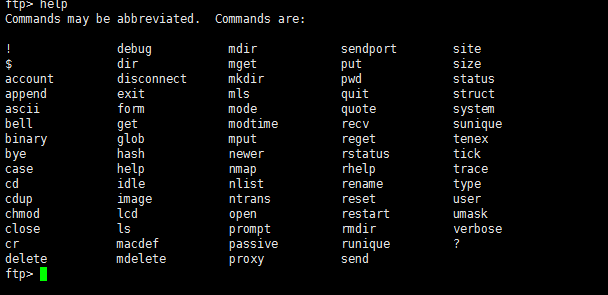 ftp> help
Commands may be abbreviated.  Commands are:
!               debug           mdir            sendport        site
$               dir             mget            put             size
account         disconnect      mkdir           pwd             status
append          exit            mls             quit            struct
ascii           form            mode            quote           system
bell            get             modtime         recv            sunique
binary          glob            mput            reget           tenex
bye             hash            newer           rstatus         tick
case            help            nmap            rhelp           trace
cd              idle            nlist           rename          type
cdup            image           ntrans          reset           user
chmod           lcd             open            restart         umask
close           ls              prompt          rmdir           verbose
cr              macdef          passive         runique         ?
delete          mdelete         proxy           send
ftp>